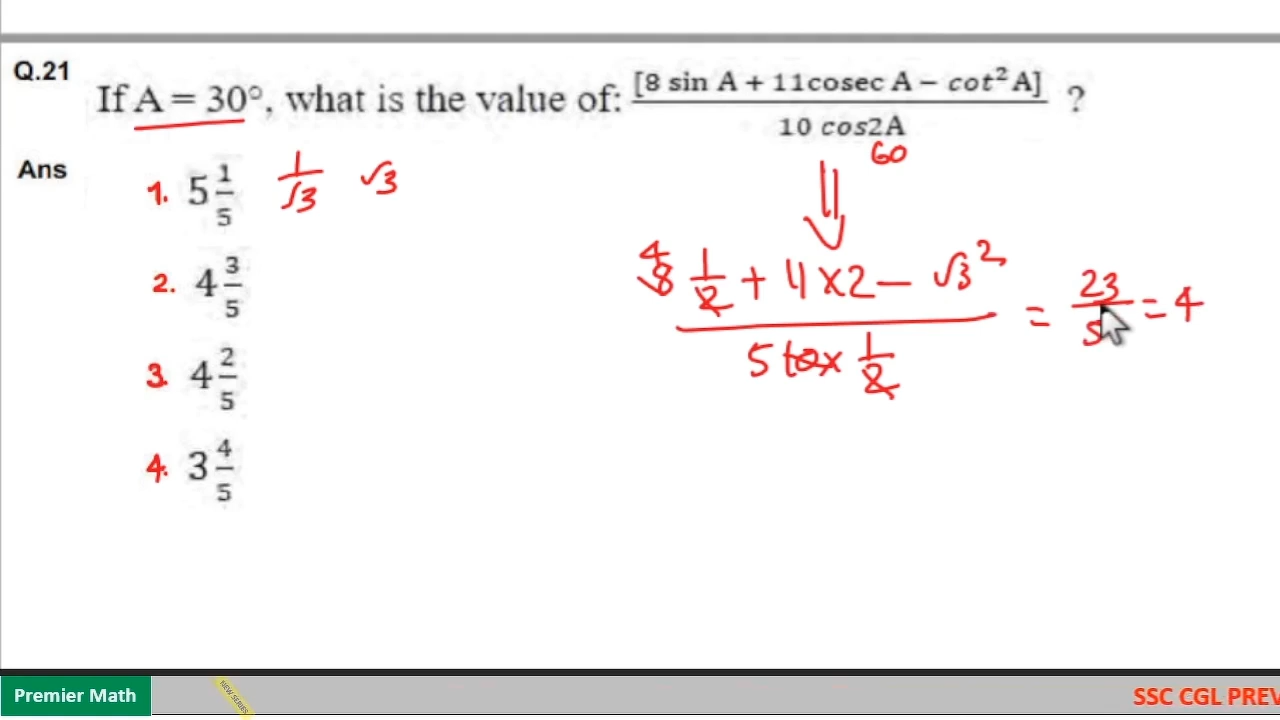 Q.21
If A = 30°, what is the value of: [8 sin A + 11cosec A − cot² A] / 10 cos2A ?
60
Ans
1. 5 1/5
1/√3 √3
2. 4 3/5
3. 4 2/5
4. 3 4/5
4 8 1/2 + 11×2 − √3² / 5 10× 1/2 = 23/5 = 4
Premier Math
NEW SERIES
SSC CGL PREV